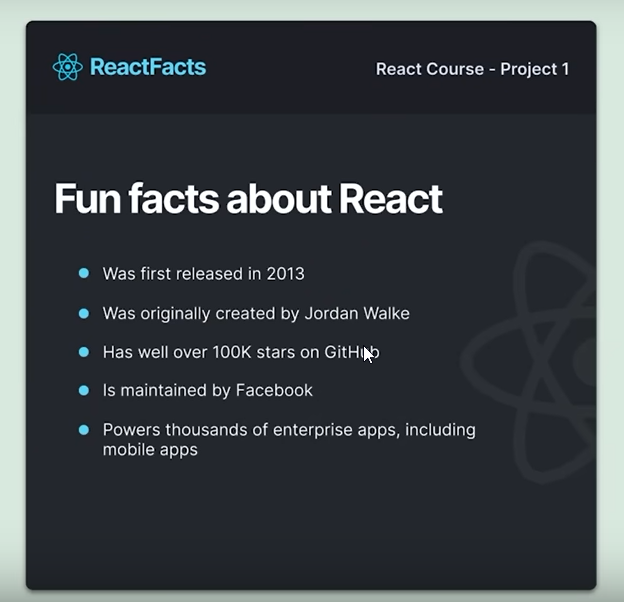 ReactFacts
React Course - Project 1
Fun facts about React
Was first released in 2013
Was originally created by Jordan Walke
Has well over 100K stars on GitHub
Is maintained by Facebook
Powers thousands of enterprise apps, including
mobile apps